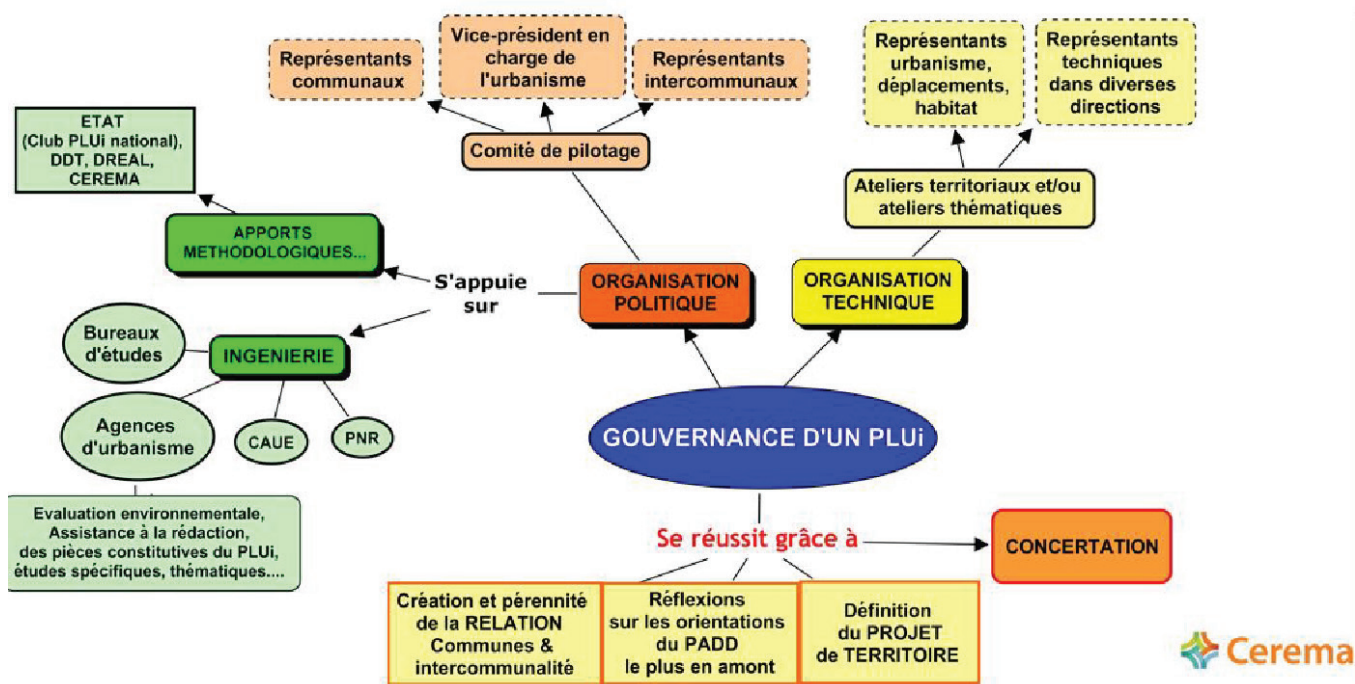 Représentants
communaux
Vice-président en
charge de
l'urbanisme
Représentants
intercommunaux
Représentants
urbanisme,
déplacements,
habitat
Représentants
techniques
dans diverses
directions
ETAT
(Club PLUi national),
DDT, DREAL,
CEREMA
Comité de pilotage
Ateliers territoriaux et/ou
ateliers thématiques
APPORTS
METHODOLOGIQUES...
S'appuie
sur
ORGANISATION
POLITIQUE
ORGANISATION
TECHNIQUE
Bureaux
d'études
INGENIERIE
Agences
d'urbanisme
CAUE
PNR
GOUVERNANCE D'UN PLUi
Evaluation environnementale,
Assistance à la rédaction,
des pièces constitutives du PLUi,
études spécifiques, thématiques....
Se réussit grâce à
CONCERTATION
Création et pérennité
de la RELATION
Communes &
intercommunalité
Réflexions
sur les orientations
du PADD
le plus en amont
Définition
du PROJET
de TERRITOIRE
Cerema